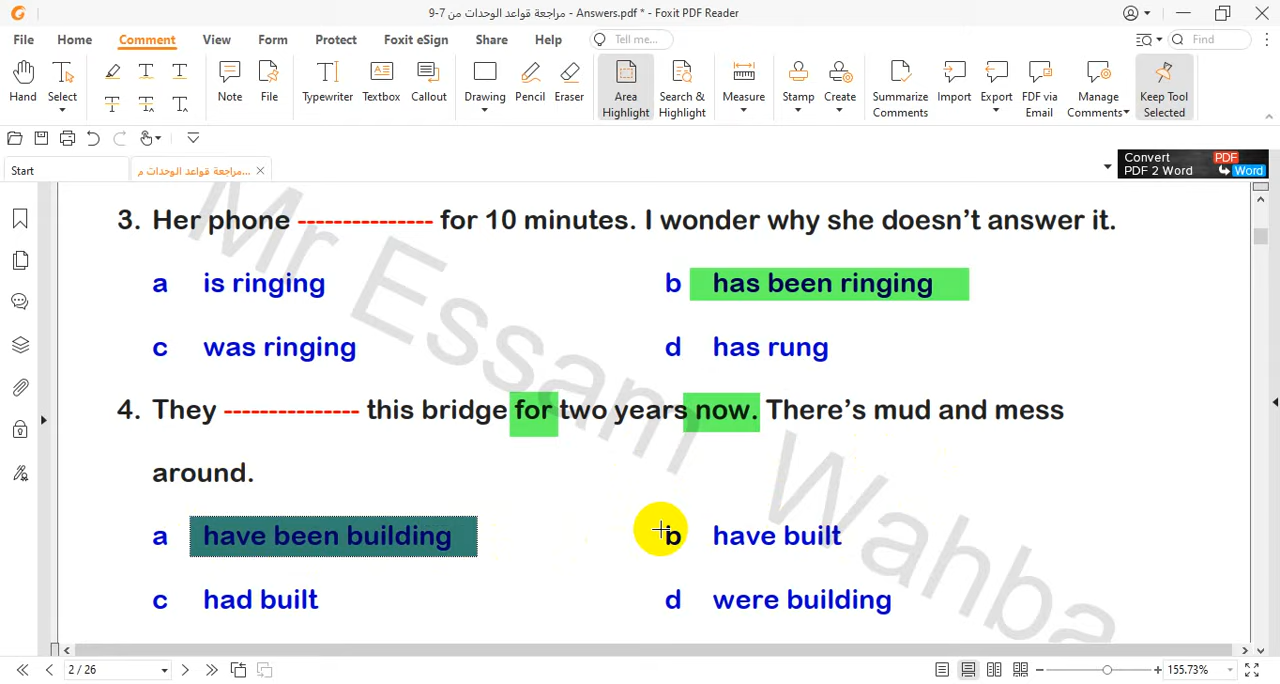 مراجعة قواعد الوحدات من 7-9 - Answers.pdf * - Foxit PDF Reader
File Home Comment View Form Protect Foxit eSign Share Help Tell me... Find
Hand Select Note File Typewriter Textbox Callout Drawing Pencil Eraser Area Highlight Search & Highlight Measure Stamp Create Summarize Comments Import Export FDF via Email Manage Comments Keep Tool Selected
Start مراجعة قواعد الوحدات م... Convert PDF 2 Word PDF Word
3. Her phone --------------- for 10 minutes. I wonder why she doesn't answer it.
a is ringing b has been ringing
c was ringing d has rung
4. They --------------- this bridge for two years now. There's mud and mess
around.
a have been building b have built
c had built d were building
Mr Essam Wahba
2 / 26 155.73%